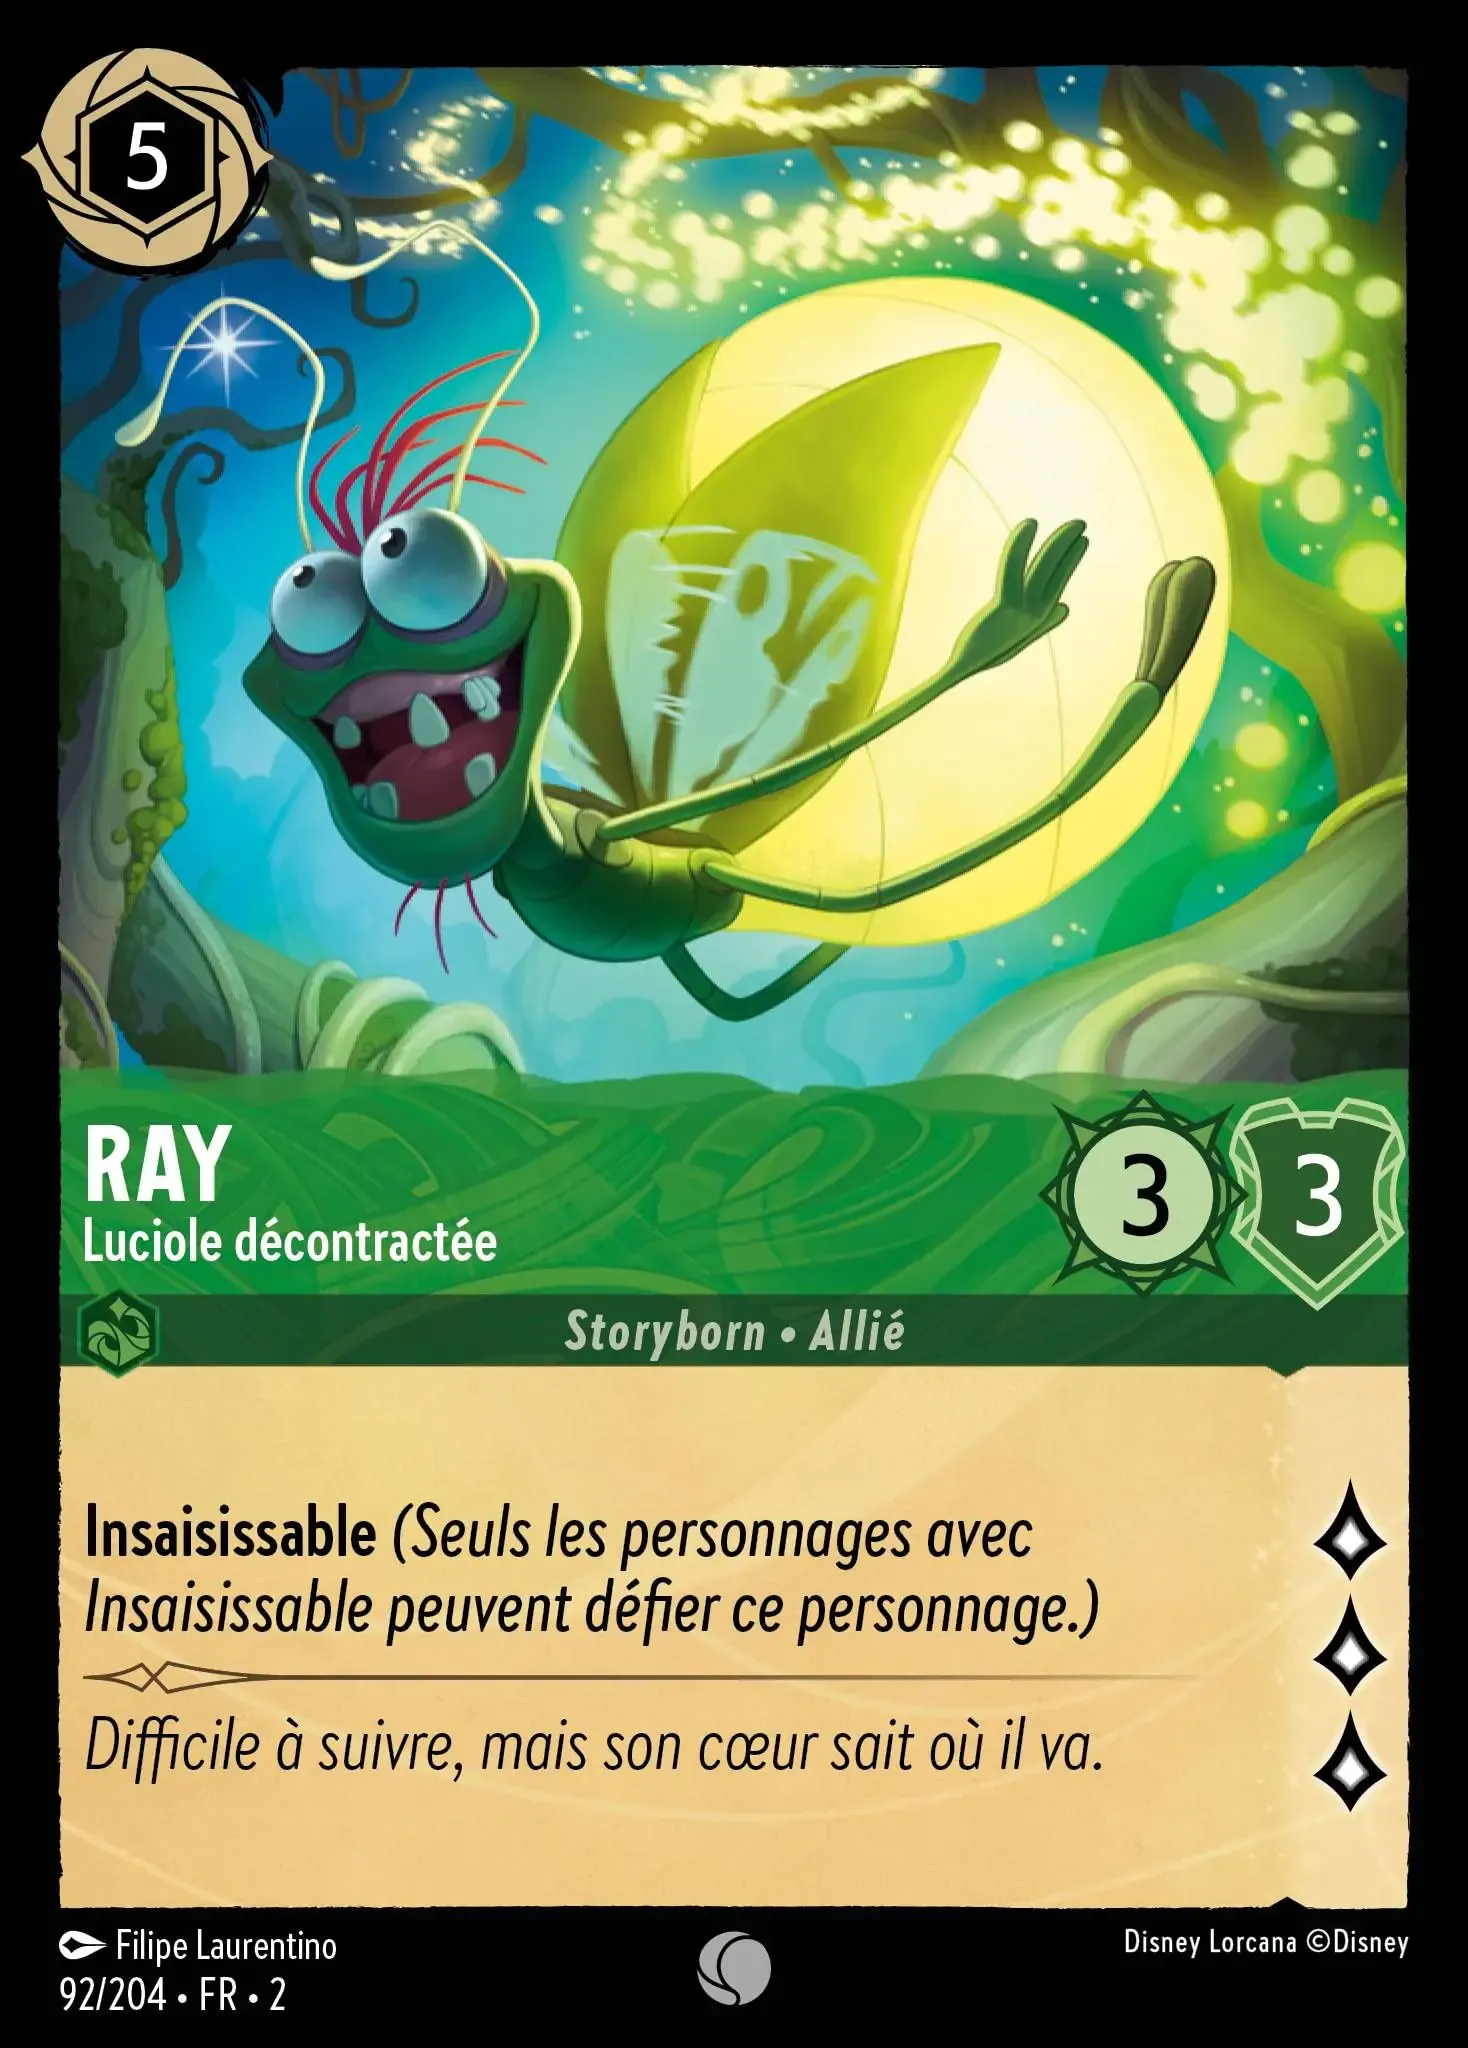 5
RAY
Luciole décontractée
3
3
Storyborn • Allié
Insaisissable (Seuls les personnages avec
Insaisissable peuvent défier ce personnage.)
Difficile à suivre, mais son cœur sait où il va.
Filipe Laurentino
92/204 • FR • 2
Disney Lorcana ©Disney